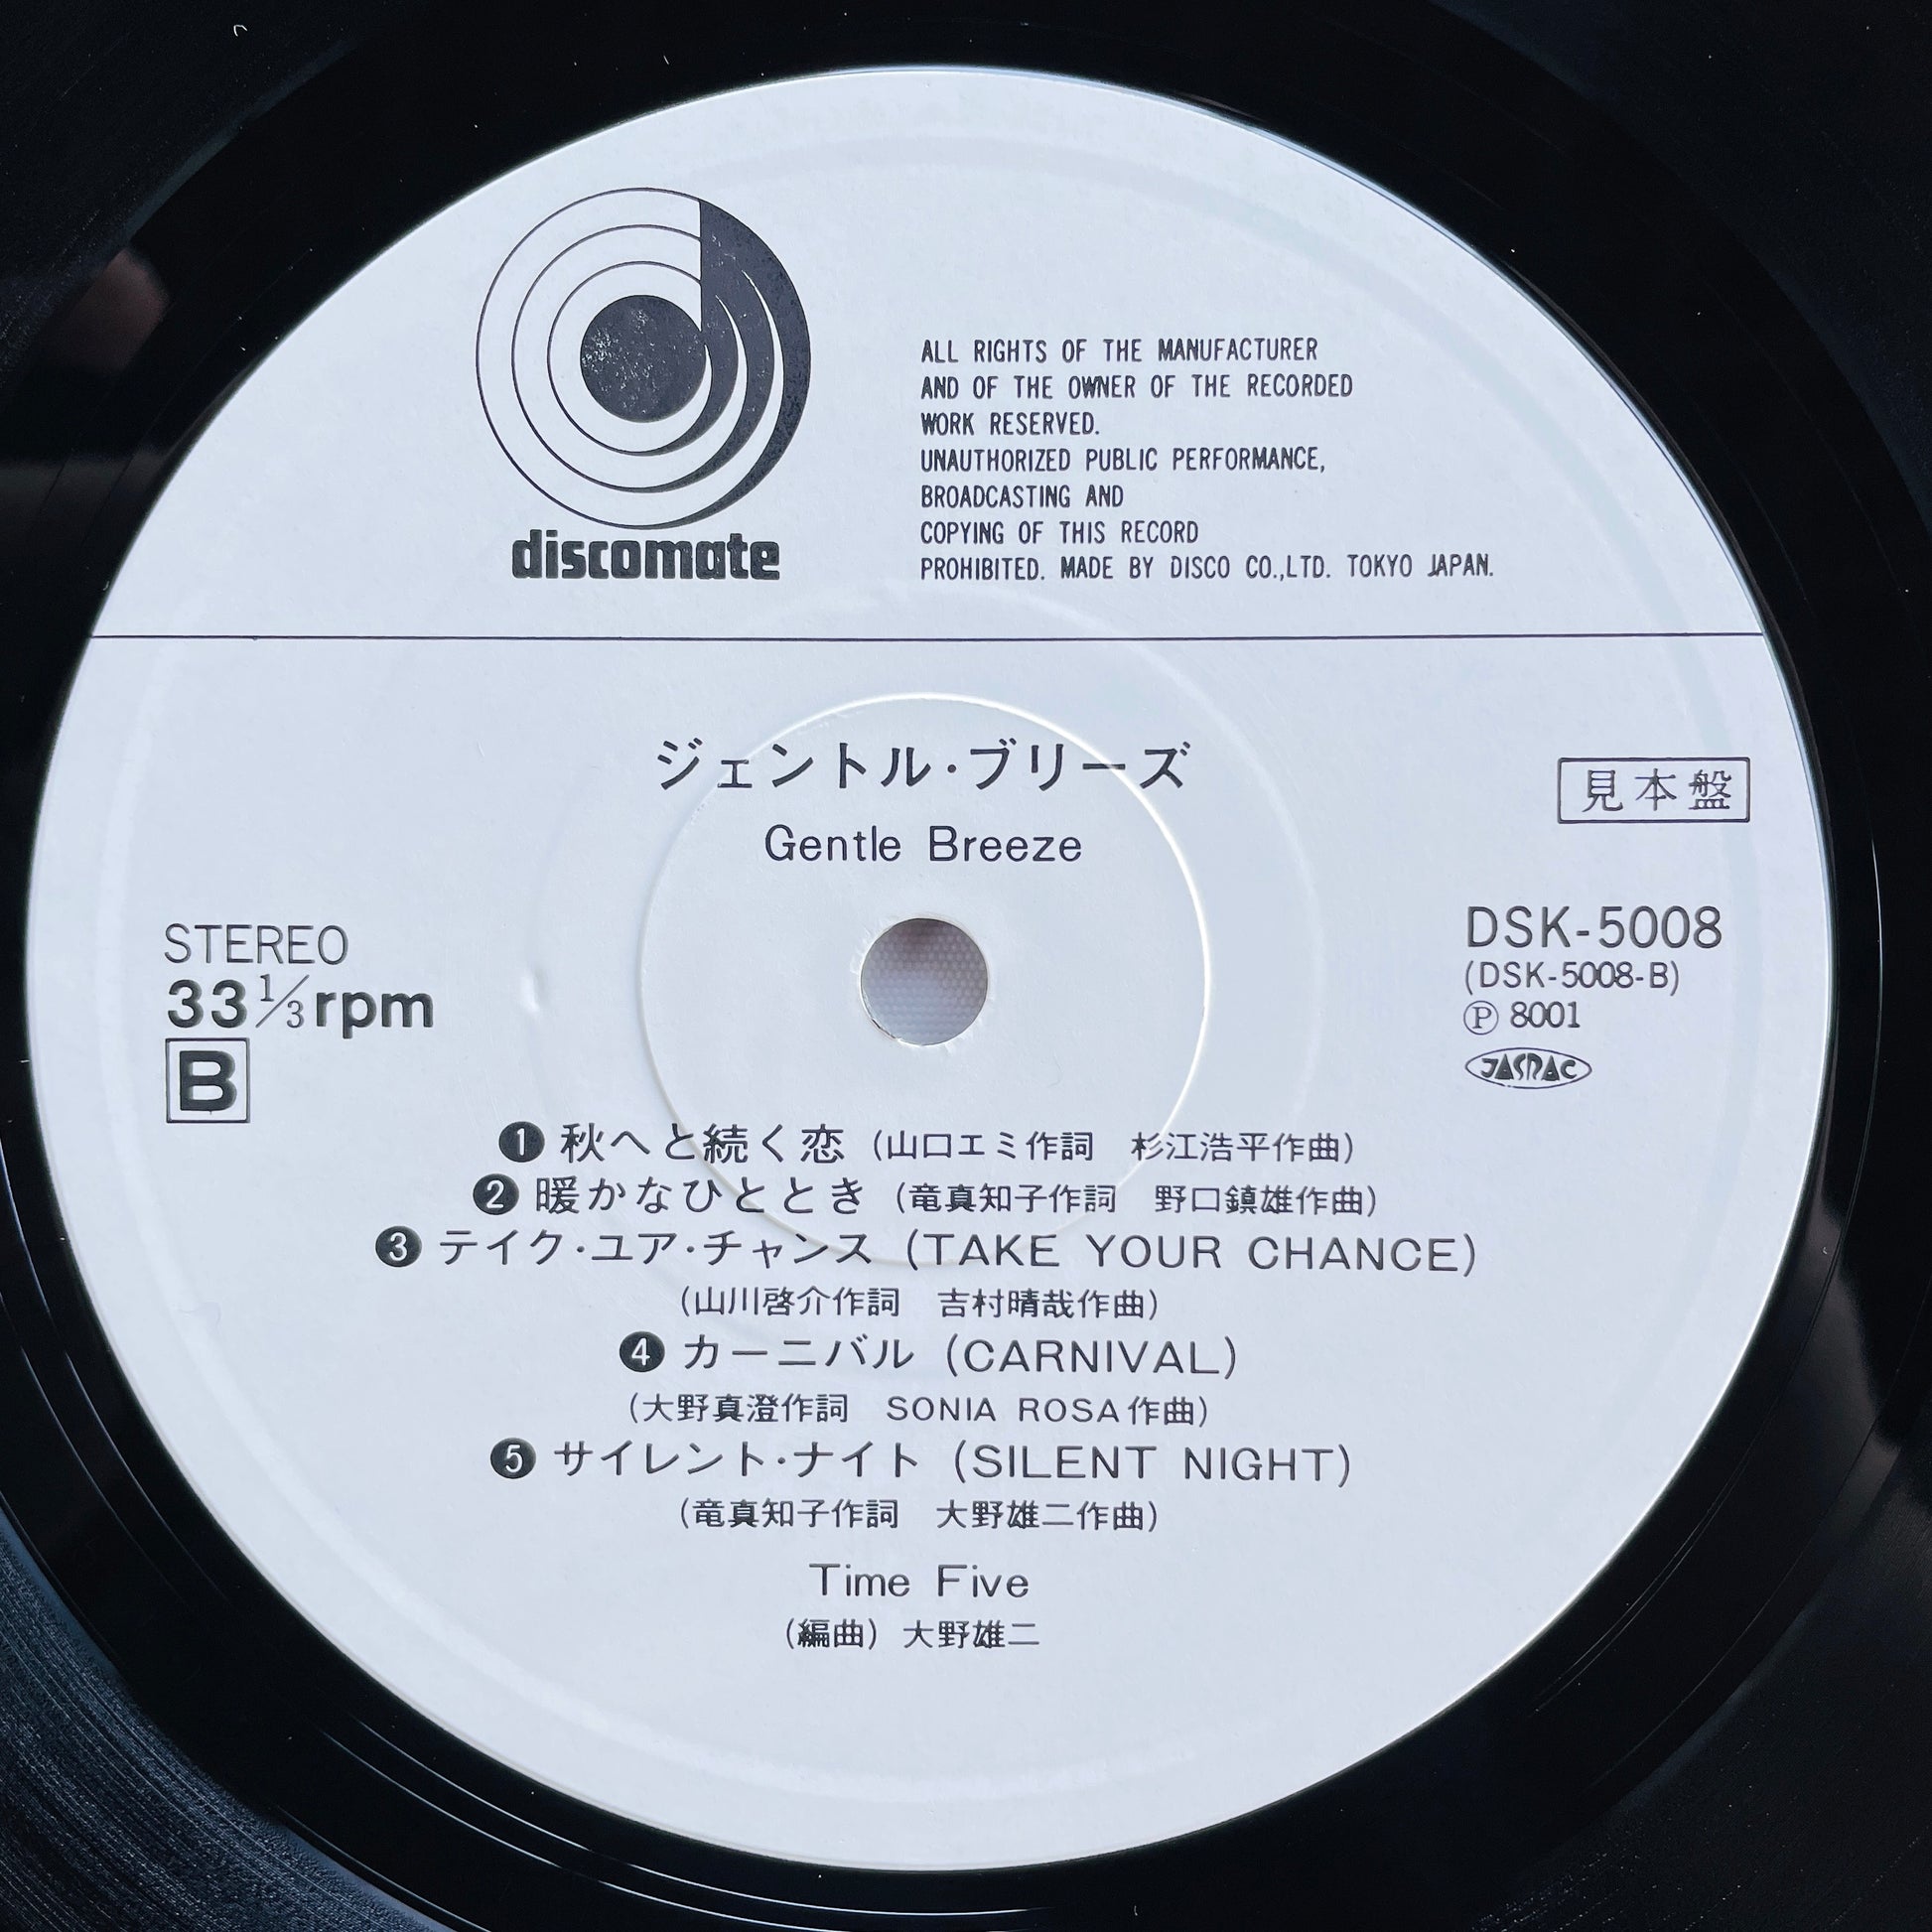 discomate
ALL RIGHTS OF THE MANUFACTURER
AND OF THE OWNER OF THE RECORDED
WORK RESERVED.
UNAUTHORIZED PUBLIC PERFORMANCE,
BROADCASTING AND
COPYING OF THIS RECORD
PROHIBITED. MADE BY DISCO CO.,LTD. TOKYO JAPAN.
ジェントル・ブリーズ
Gentle Breeze
見本盤
STEREO
33 1/3 rpm
B
DSK-5008
(DSK-5008-B)
Ⓟ 8001
JASRAC
❶ 秋へと続く恋 (山口エミ作詞 杉江浩平作曲)
❷ 暖かなひととき (竜真知子作詞 野口鎮雄作曲)
❸ テイク・ユア・チャンス (TAKE YOUR CHANCE)
(山川啓介作詞 吉村晴哉作曲)
❹ カーニバル (CARNIVAL)
(大野真澄作詞 SONIA ROSA作曲)
❺ サイレント・ナイト (SILENT NIGHT)
(竜真知子作詞 大野雄二作曲)
Time Five
(編曲) 大野雄二